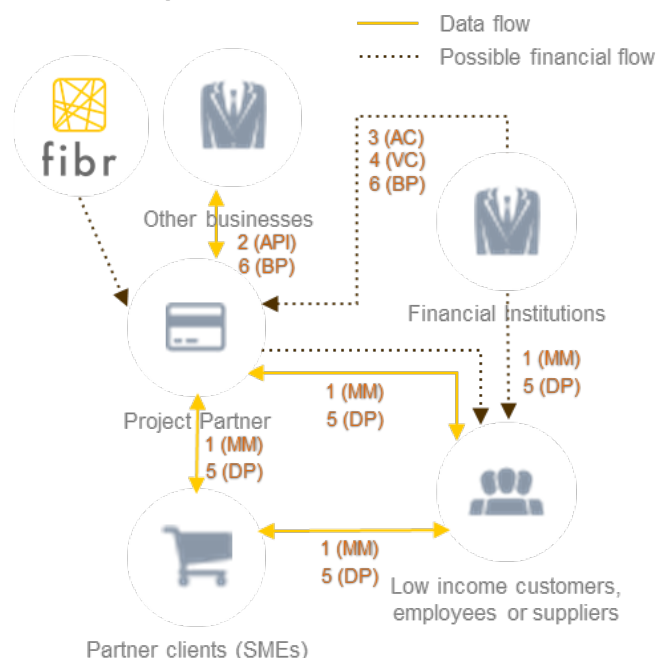 Data flow
Possible financial flow
fibr
3 (AC)
4 (VC)
6 (BP)
Other businesses
2 (API)
6 (BP)
Financial Institutions
1 (MM)
5 (DP)
1 (MM)
5 (DP)
Project Partner
1 (MM)
5 (DP)
1 (MM)
5 (DP)
Low income customers,
employees or suppliers
Partner clients (SMEs)